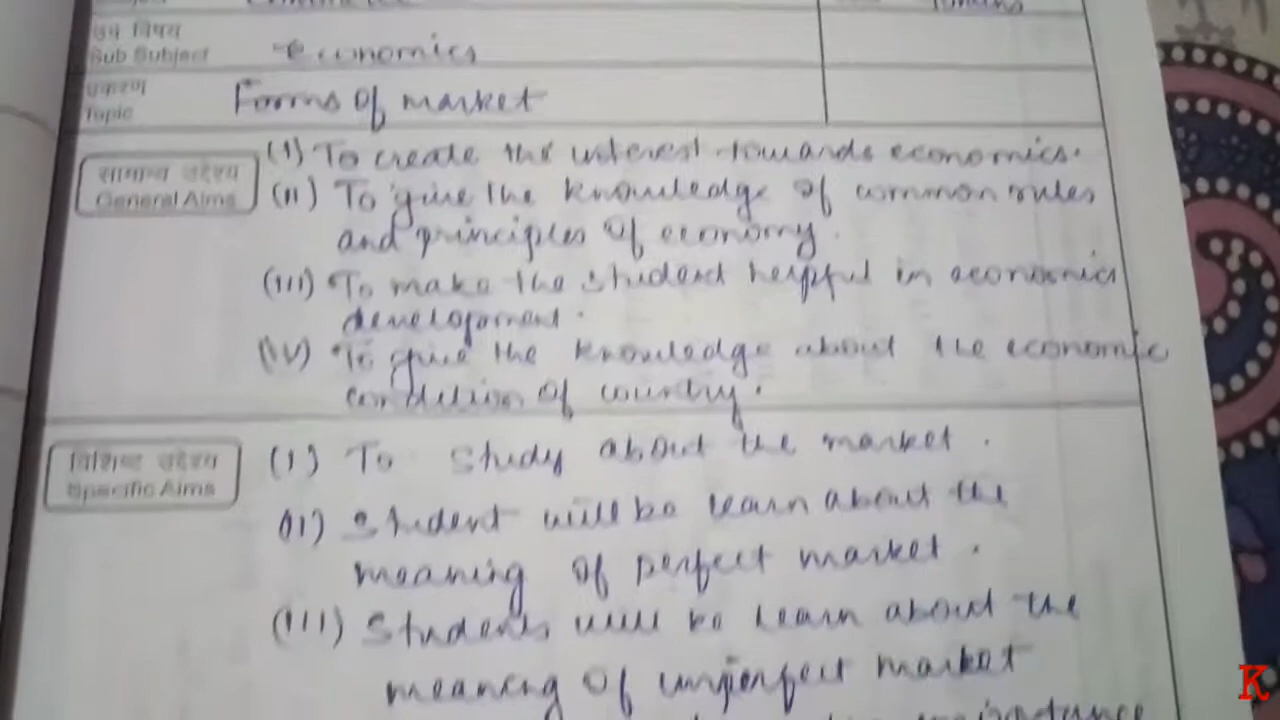 उप विषय
Sub Subject economics
प्रकरण
Topic Forms of market
सामान्य उद्देश्य
General Aims
(I) To create the interest towards economics.
(II) To give the knowledge of common rules
and principles of economy.
(III) To make the student helpful in economic
development.
(IV) To give the knowledge about the economic
condition of country.
विशिष्ट उद्देश्य
Specific Aims
(I) To study about the market.
(II) Student will be learn about the
meaning of perfect market.
(III) Students will be learn about the
meaning of unperfect market
K